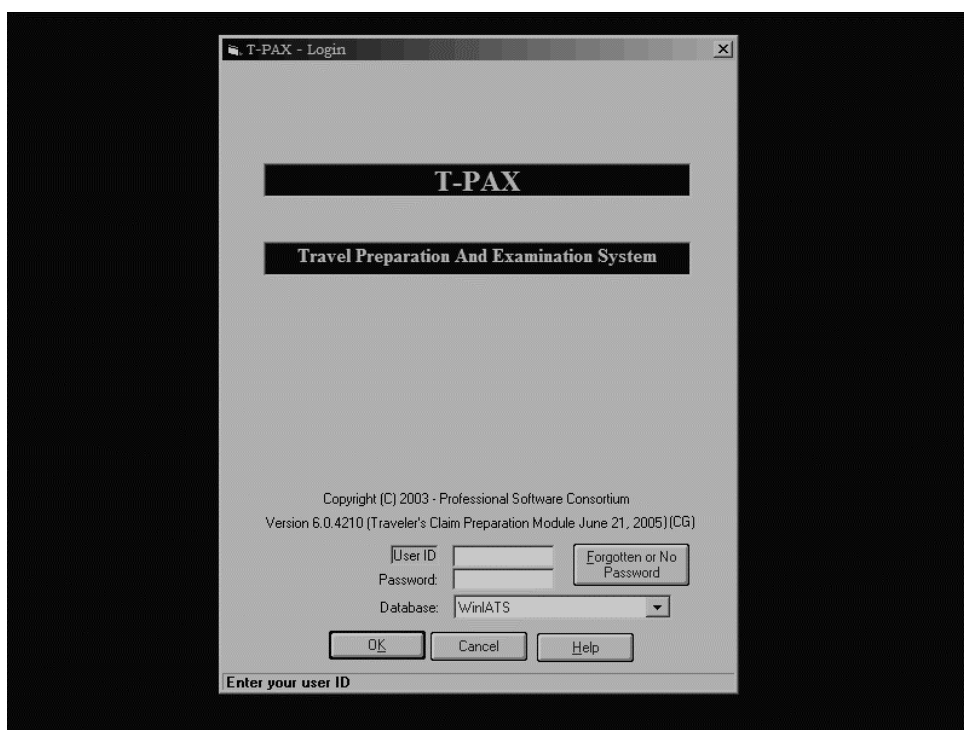 T-PAX - Login
T-PAX
Travel Preparation And Examination System
Copyright (C) 2003 - Professional Software Consortium
Version 6.0.4210 (Traveler's Claim Preparation Module June 21, 2005) (CG)
User ID
Forgotten or No
Password
Password:
Database: WinIATS
OK Cancel Help
Enter your user ID